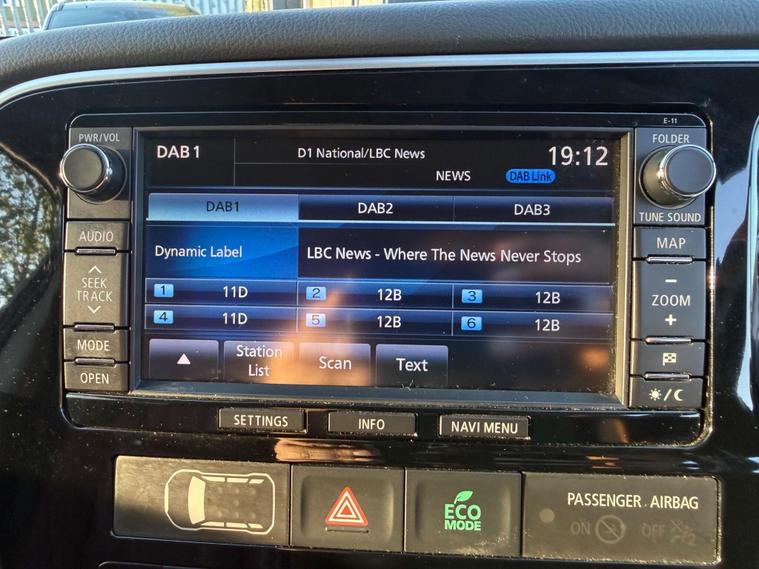 E-11
PWR/VOL
FOLDER
DAB 1
D1 National/LBC News
19:12
NEWS
DAB Link
TUNE SOUND
DAB1 DAB2 DAB3
AUDIO
MAP
Dynamic Label
LBC News - Where The News Never Stops
SEEK
TRACK
ZOOM
1 11D 2 12B 3 12B
4 11D 5 12B 6 12B
MODE
Station
List
Scan
Text
OPEN
SETTINGS
INFO
NAVI MENU
ECO
MODE
PASSENGER AIRBAG
ON OFF 2